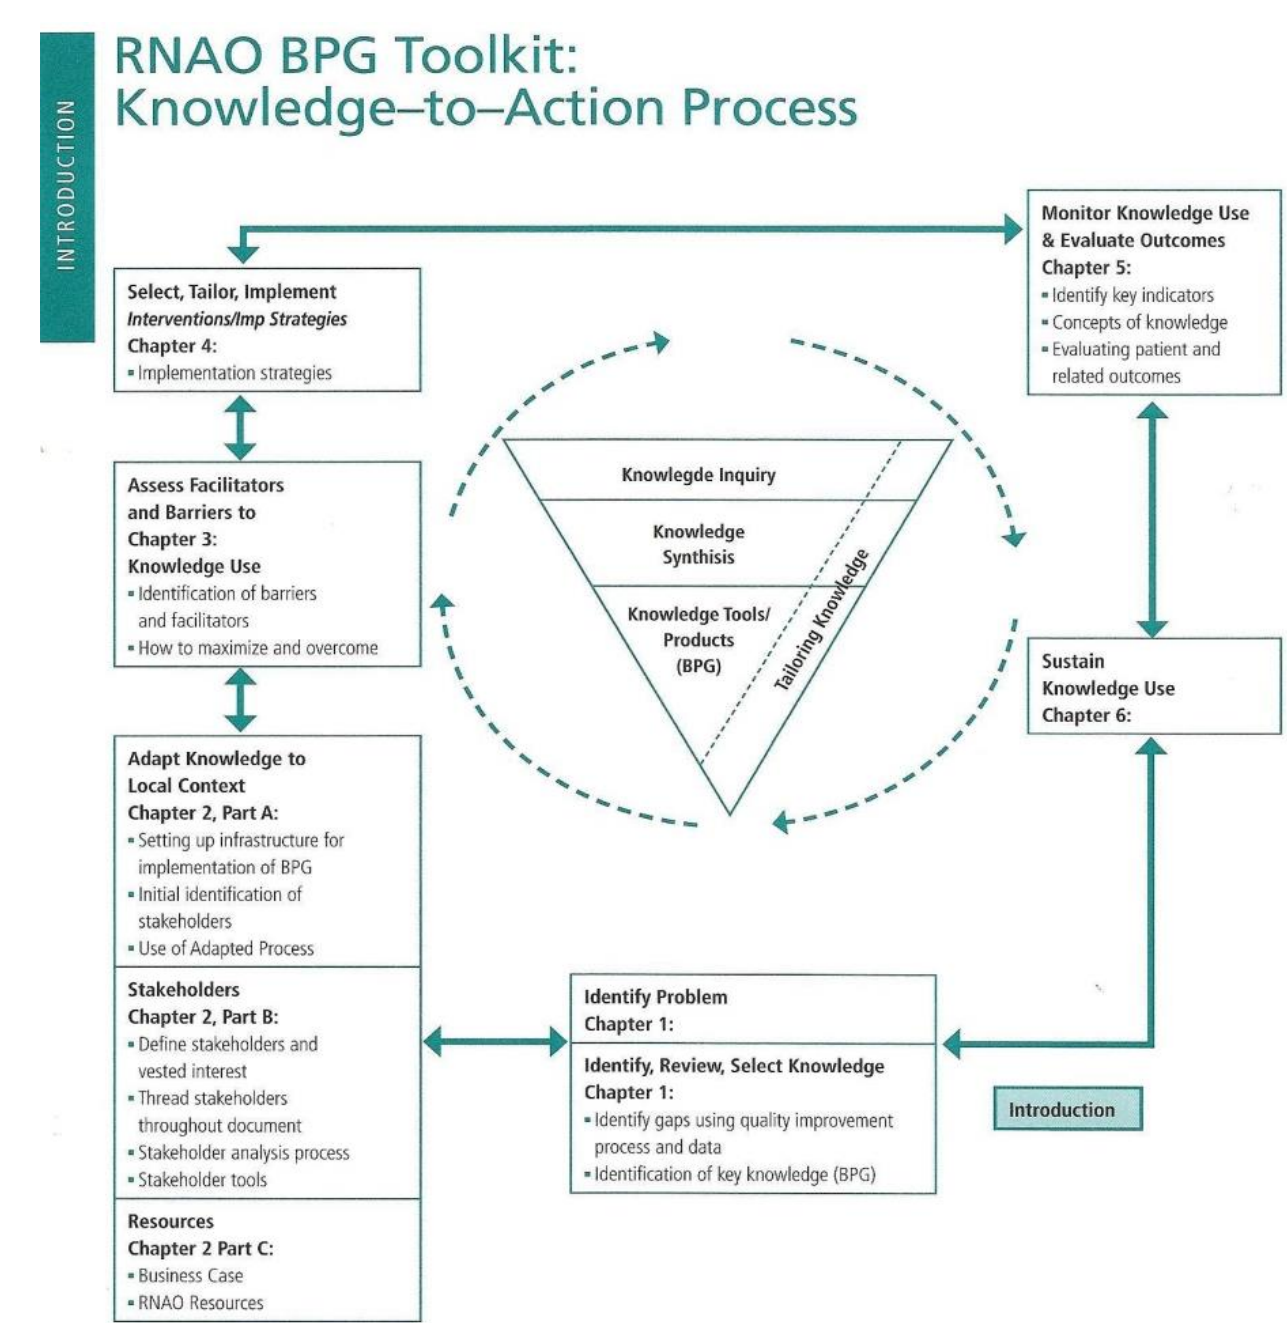 INTRODUCTION
RNAO BPG Toolkit:
Knowledge–to–Action Process
Monitor Knowledge Use
& Evaluate Outcomes
Chapter 5:
▪ Identify key indicators
▪ Concepts of knowledge
▪ Evaluating patient and
related outcomes
Select, Tailor, Implement
Interventions/Imp Strategies
Chapter 4:
▪ Implementation strategies
Assess Facilitators
and Barriers to
Chapter 3:
Knowledge Use
▪ Identification of barriers
and facilitators
▪ How to maximize and overcome
Knowlegde Inquiry
Knowledge
Synthisis
Knowledge Tools/
Products
(BPG)
Tailoring Knowledge
Sustain
Knowledge Use
Chapter 6:
Adapt Knowledge to
Local Context
Chapter 2, Part A:
▪ Setting up infrastructure for
implementation of BPG
▪ Initial identification of
stakeholders
▪ Use of Adapted Process
Stakeholders
Chapter 2, Part B:
▪ Define stakeholders and
vested interest
▪ Thread stakeholders
throughout document
▪ Stakeholder analysis process
▪ Stakeholder tools
Resources
Chapter 2 Part C:
▪ Business Case
▪ RNAO Resources
Identify Problem
Chapter 1:
Identify, Review, Select Knowledge
Chapter 1:
▪ Identify gaps using quality improvement
process and data
▪ Identification of key knowledge (BPG)
Introduction